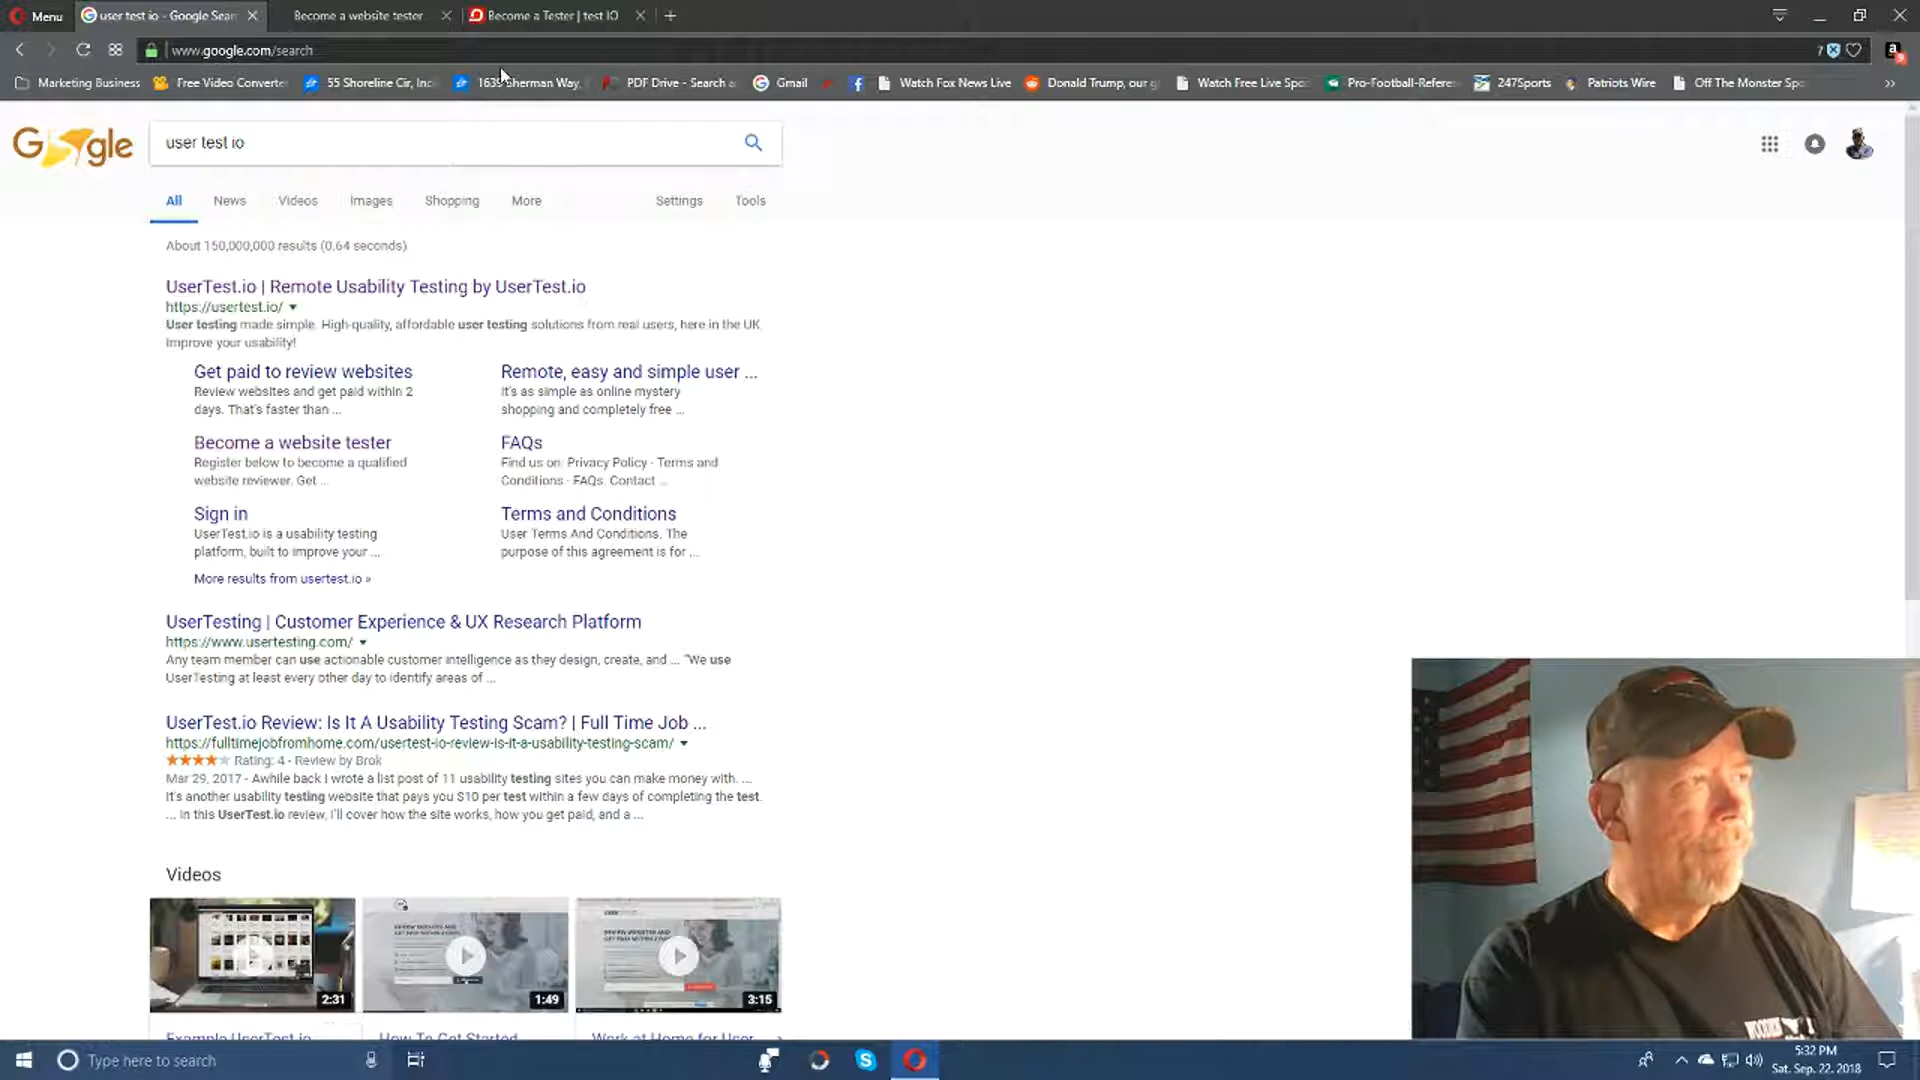 Menu
user test io - Google Sear
Become a website tester
Become a Tester | test IO
www.google.com/search
7
Marketing Business
Free Video Converte
55 Shoreline Cir, Inc
1635 Sherman Way,
PDF Drive - Search a
Gmail
Watch Fox News Live
Donald Trump, our g
Watch Free Live Spo
Pro-Football-Refere
247Sports
Patriots Wire
Off The Monster Spo
Google
user test io
All
News
Videos
Images
Shopping
More
Settings
Tools
About 150,000,000 results (0.64 seconds)
UserTest.io | Remote Usability Testing by UserTest.io
https://usertest.io/
User testing made simple. High-quality, affordable user testing solutions from real users, here in the UK.
Improve your usability!
Get paid to review websites
Review websites and get paid within 2
days. That's faster than ...
Remote, easy and simple user ...
It's as simple as online mystery
shopping and completely free ...
Become a website tester
Register below to become a qualified
website reviewer. Get ...
FAQs
Find us on: Privacy Policy · Terms and
Conditions · FAQs. Contact ...
Sign in
UserTest.io is a usability testing
platform, built to improve your ...
Terms and Conditions
User Terms And Conditions. The
purpose of this agreement is for ...
More results from usertest.io »
UserTesting | Customer Experience & UX Research Platform
https://www.usertesting.com/
Any team member can use actionable customer intelligence as they design, create, and ... "We use
UserTesting at least every other day to identify areas of ...
UserTest.io Review: Is It A Usability Testing Scam? | Full Time Job ...
https://fulltimejobfromhome.com/usertest-io-review-is-it-a-usability-testing-scam/
Rating: 4 - Review by Brok
Mar 29, 2017 - Awhile back I wrote a list post of 11 usability testing sites you can make money with. ...
It's another usability testing website that pays you $10 per test within a few days of completing the test.
... In this UserTest.io review, I'll cover how the site works, how you get paid, and a ...
Videos
2:31
1:49
3:15
Example UserTest.io
How To Get Started
Work at Home for User
Type here to search
5:32 PM
Sat. Sep. 22, 2018